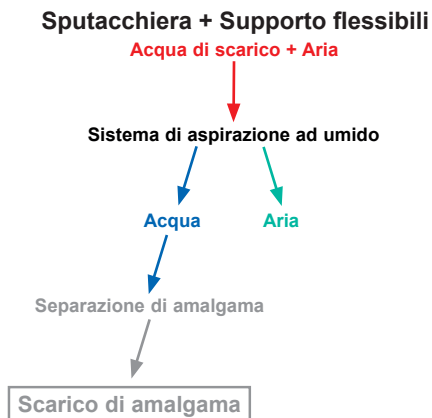 Sputacchiera + Supporto flessibili
Acqua di scarico + Aria
Sistema di aspirazione ad umido
Acqua Aria
Separazione di amalgama
Scarico di amalgama